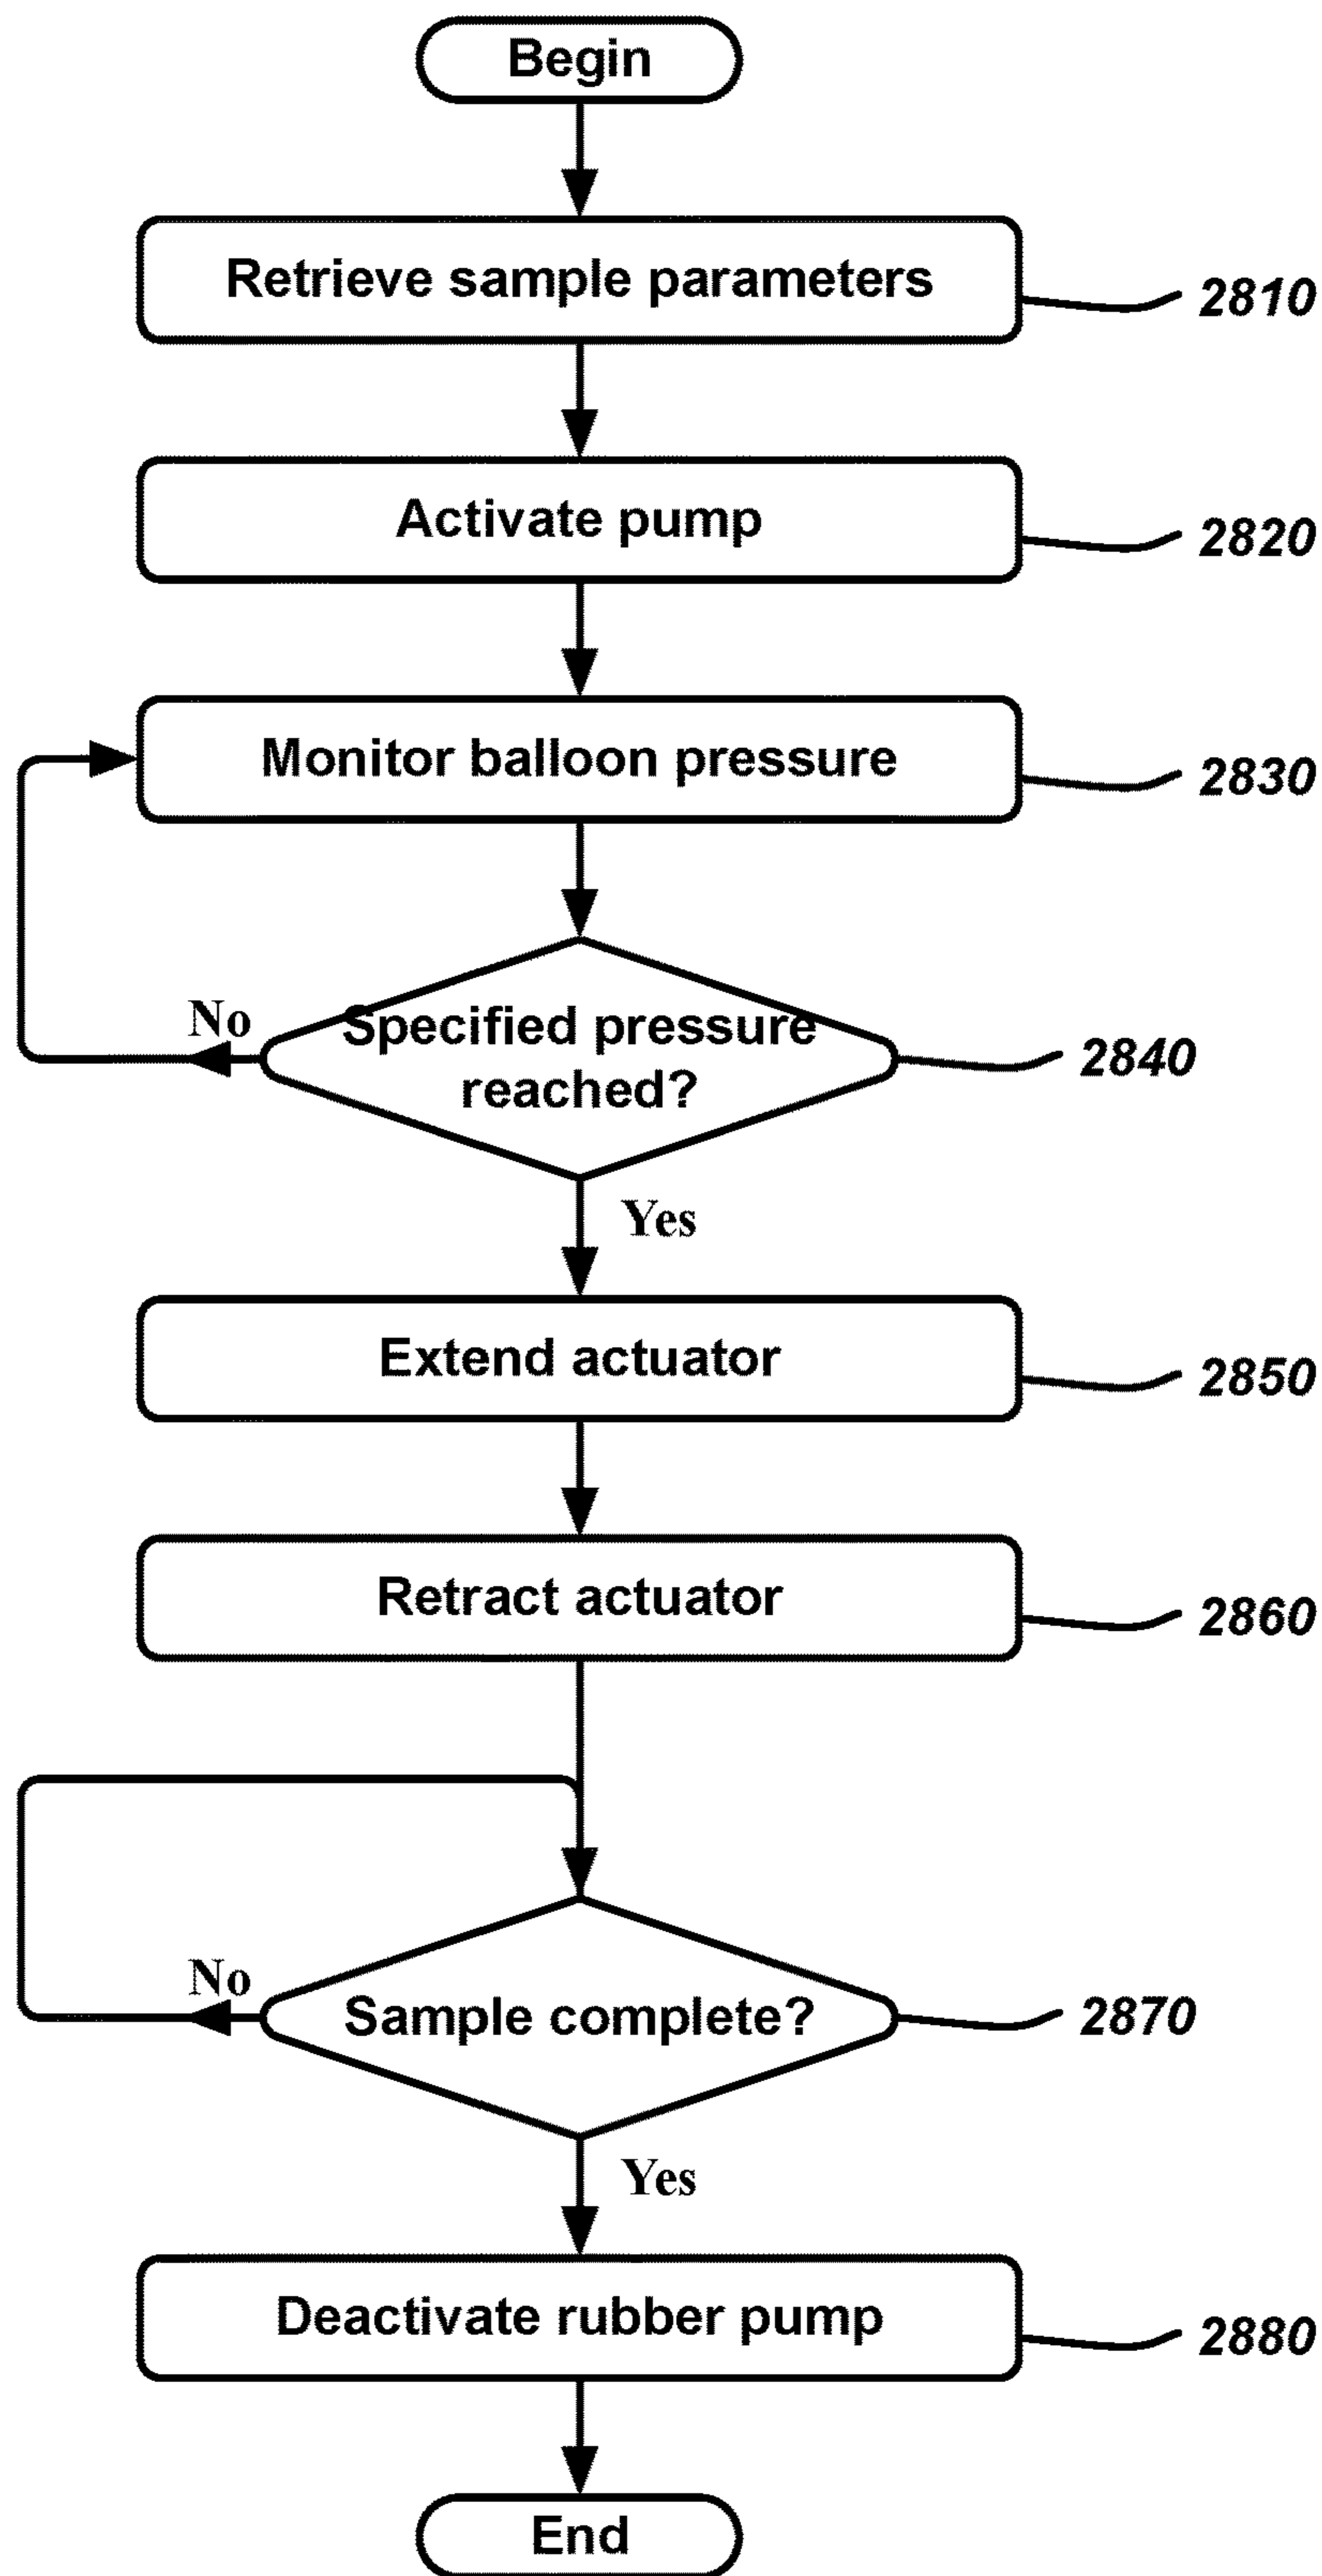 Begin
Retrieve sample parameters
2810
Activate pump
2820
Monitor balloon pressure
2830
No
Specified pressure
reached?
2840
Yes
Extend actuator
2850
Retract actuator
2860
No
Sample complete?
2870
Yes
Deactivate rubber pump
2880
End